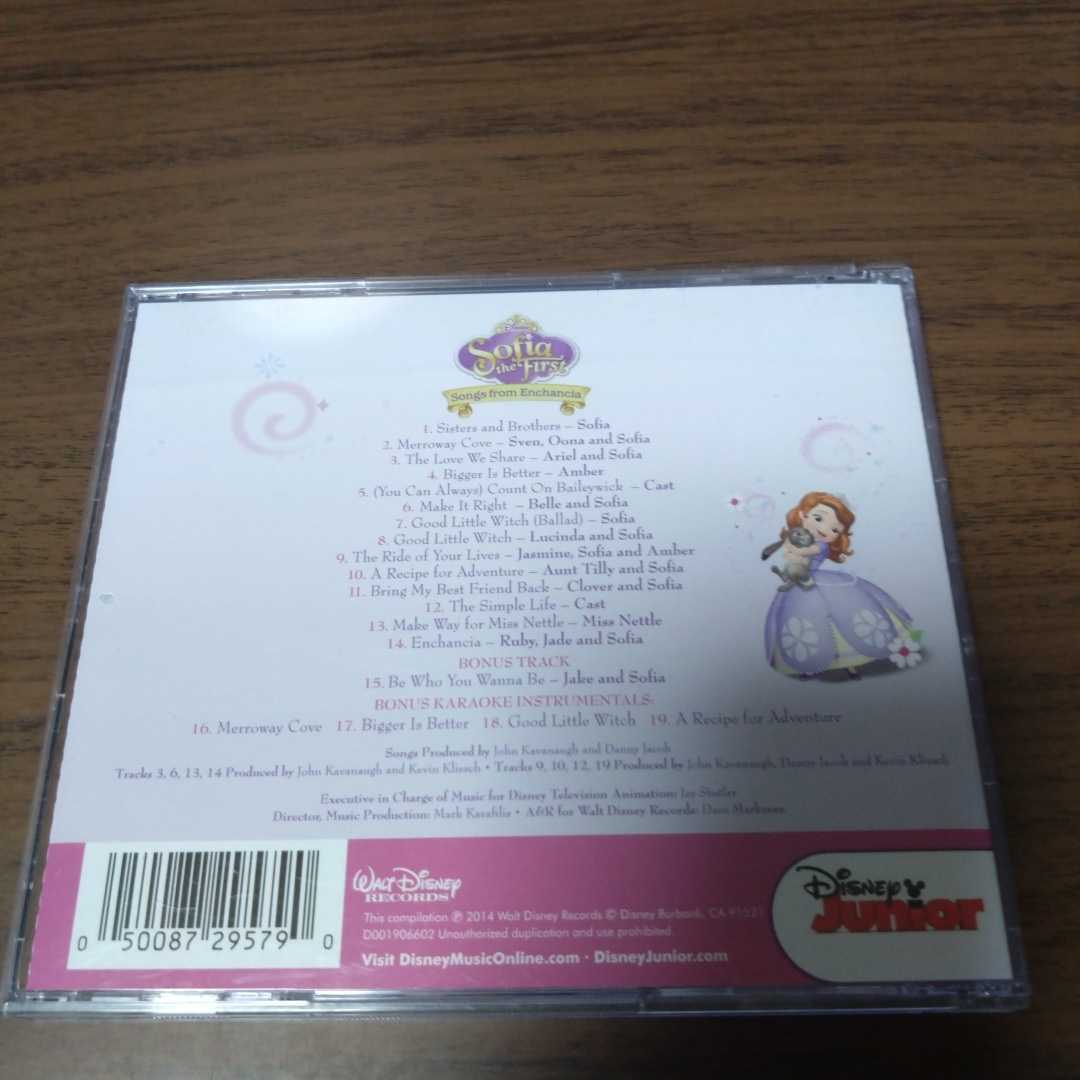 Disney
Sofia
the First
Songs from Enchancia
1. Sisters and Brothers – Sofia
2. Merroway Cove – Sven, Oona and Sofia
3. The Love We Share – Ariel and Sofia
4. Bigger Is Better – Amber
5. (You Can Always) Count On Baileywick – Cast
6. Make It Right – Belle and Sofia
7. Good Little Witch (Ballad) – Sofia
8. Good Little Witch – Lucinda and Sofia
9. The Ride of Your Lives – Jasmine, Sofia and Amber
10. A Recipe for Adventure – Aunt Tilly and Sofia
11. Bring My Best Friend Back – Clover and Sofia
12. The Simple Life – Cast
13. Make Way for Miss Nettle – Miss Nettle
14. Enchancia – Ruby, Jade and Sofia
BONUS TRACK
15. Be Who You Wanna Be – Jake and Sofia
BONUS KARAOKE INSTRUMENTALS:
16. Merroway Cove 17. Bigger Is Better 18. Good Little Witch 19. A Recipe for Adventure
Songs Produced by John Kavanaugh and Danny Jacob
Tracks 3, 6, 13, 14 Produced by John Kavanaugh and Kevin Kliesch • Tracks 9, 10, 12, 19 Produced by John Kavanaugh, Danny Jacob and Kevin Kliesch
Executive in Charge of Music for Disney Television Animation: Jay Stutler
Director, Music Production: Mark Karafilis • A&R for Walt Disney Records: Dani Markman
WALT DISNEY
RECORDS
This compilation ℗ 2014 Walt Disney Records © Disney Burbank, CA 91521
D001906602 Unauthorized duplication and use prohibited.
Visit DisneyMusicOnline.com • DisneyJunior.com
0 50087 29579 0
Disney
Junior